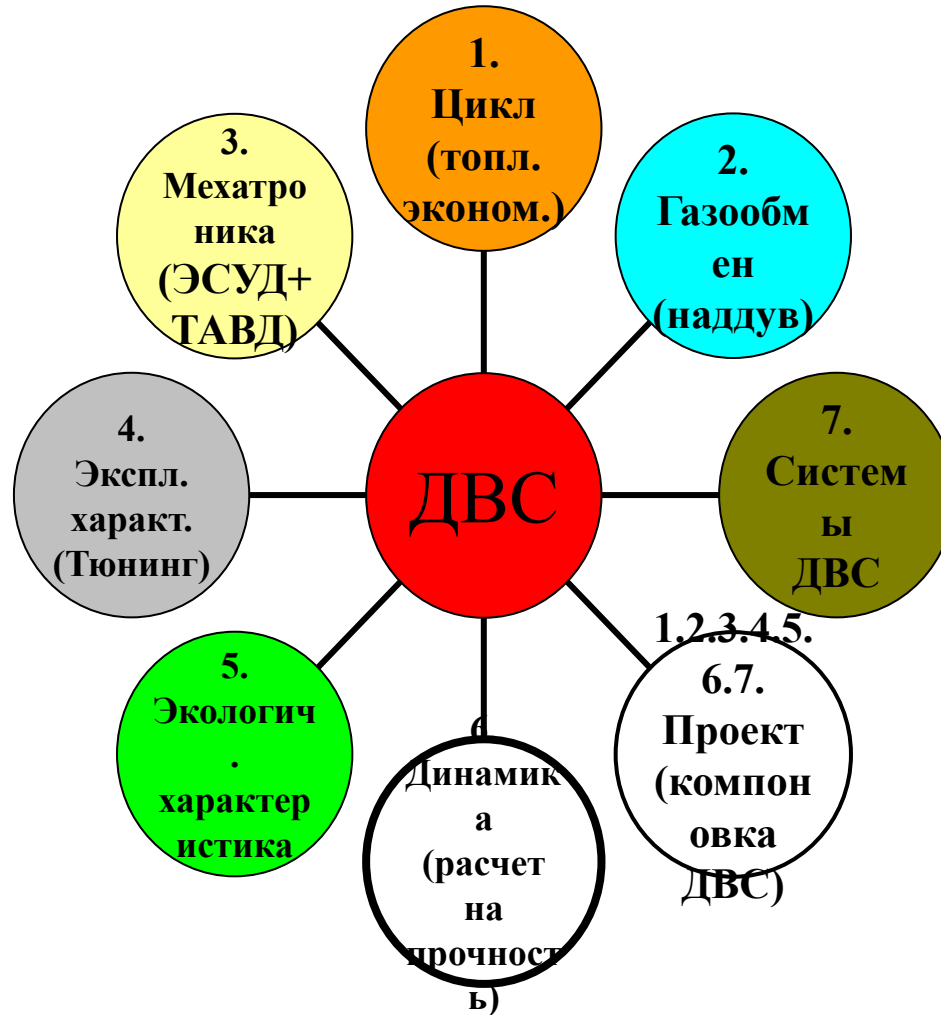 1.
Цикл
(топл.
эконом.)
2.
Газообм
ен
(наддув)
3.
Мехатро
ника
(ЭСУД+
ТАВД)
4.
Экспл.
характ.
(Тюнинг)
ДВС
7.
Систем
ы
ДВС
5.
Экологич
.
характер
истика
6
Динамик
а
(расчет
на
прочност
ь)
1.2.3.4.5.
6.7.
Проект
(компон
овка
ДВС)